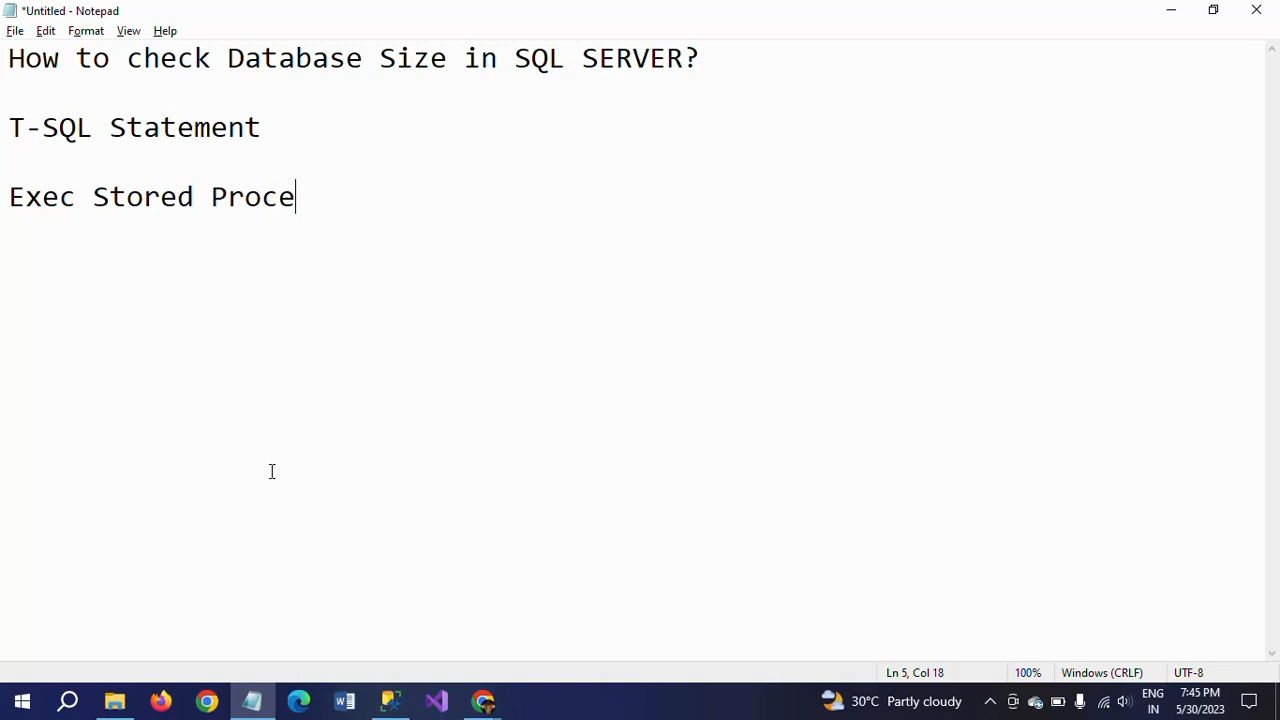 *Untitled - Notepad
File Edit Format View Help
How to check Database Size in SQL SERVER?
T-SQL Statement
Exec Stored Proce
Ln 5, Col 18 100% Windows (CRLF) UTF-8
30°C Partly cloudy
ENG
IN
7:45 PM
5/30/2023